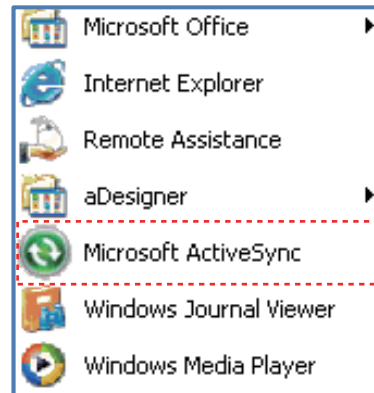 Microsoft Office
Internet Explorer
Remote Assistance
aDesigner
Microsoft ActiveSync
Windows Journal Viewer
Windows Media Player